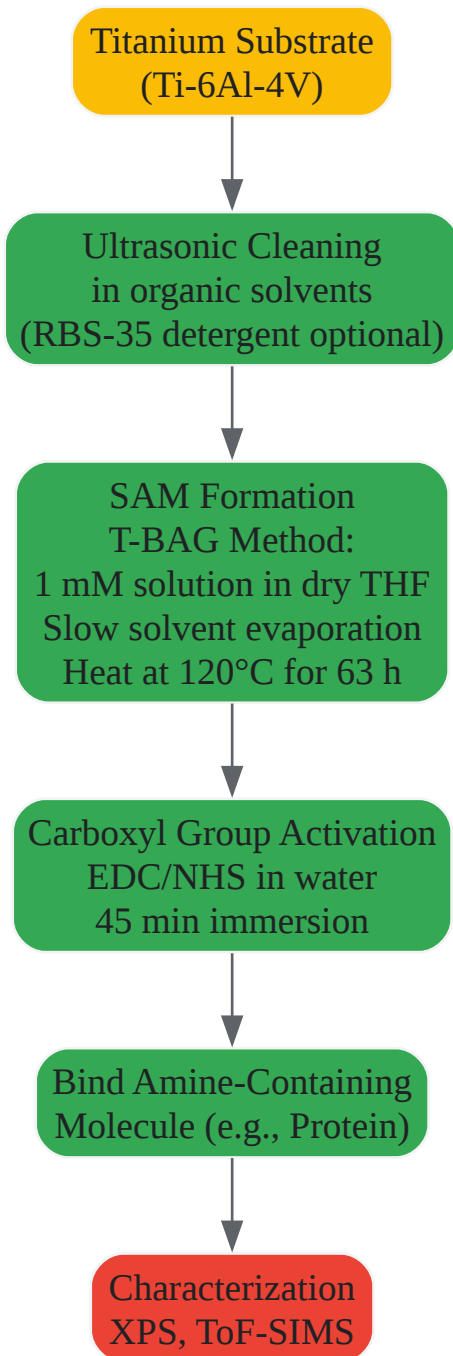 Titanium Substrate
(Ti-6Al-4V)
Ultrasonic Cleaning
in organic solvents
(RBS-35 detergent optional)
SAM Formation
T-BAG Method:
1 mM solution in dry THF
Slow solvent evaporation
Heat at 120°C for 63 h
Carboxyl Group Activation
EDC/NHS in water
45 min immersion
Bind Amine-Containing
Molecule (e.g., Protein)
Characterization
XPS, ToF-SIMS